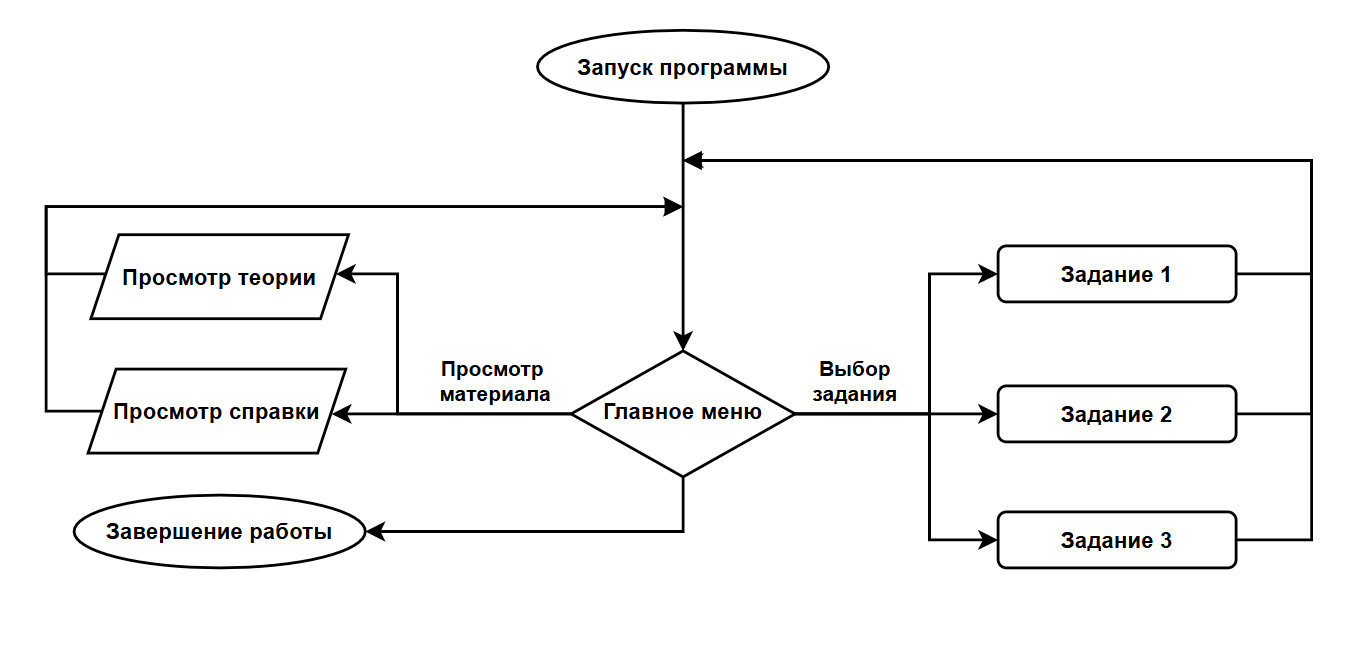 Запуск программы
Просмотр теории
Задание 1
Просмотр
материала
Выбор
задания
Просмотр справки
Главное меню
Задание 2
Завершение работы
Задание 3